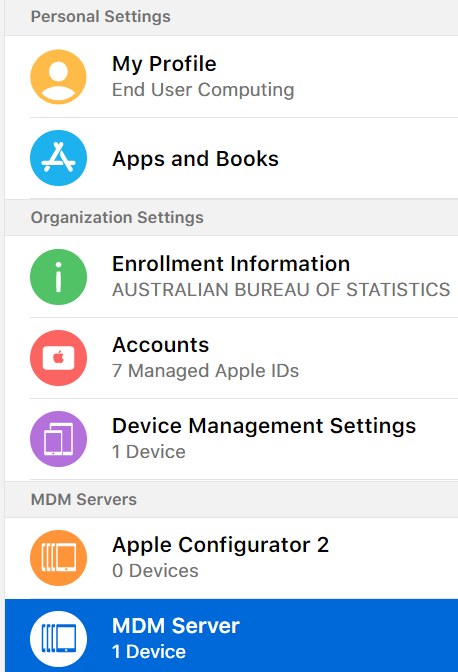 Personal Settings
My Profile
End User Computing
Apps and Books
Organization Settings
Enrollment Information
AUSTRALIAN BUREAU OF STATISTICS
Accounts
7 Managed Apple IDs
Device Management Settings
1 Device
MDM Servers
Apple Configurator 2
0 Devices
MDM Server
1 Device